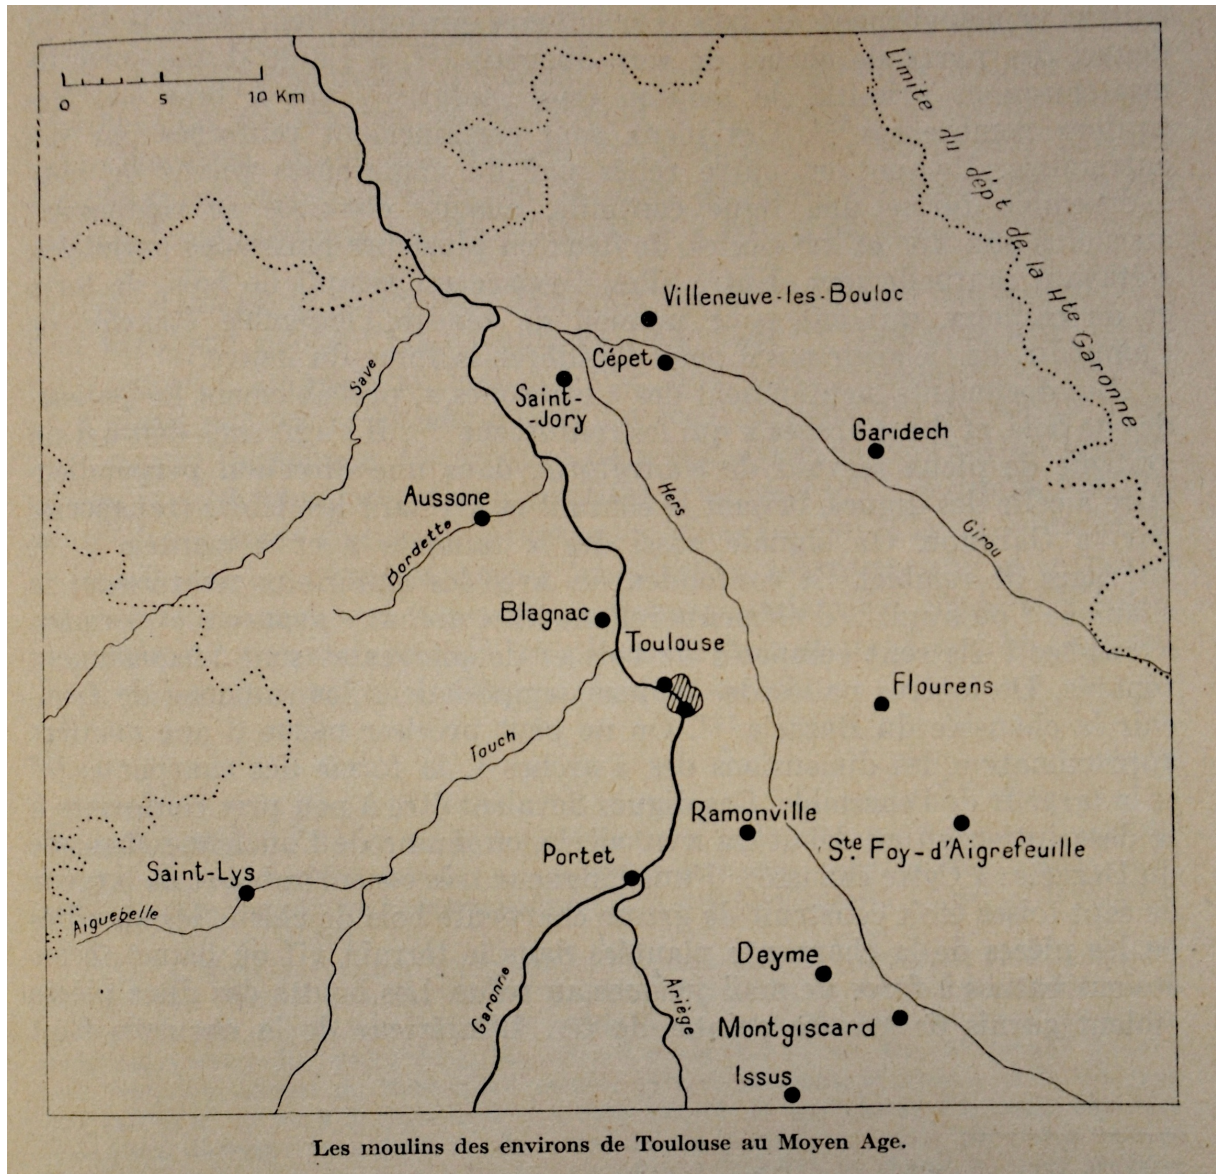 0 5 10 Km
Limite du dép't de la Hte Garonne
Villeneuve-les-Bouloc
Cépet
Save
Saint-
-Jory
Garidech
Hers
Aussone
Girou
Bordette
Blagnac
Toulouse
Flourens
Touch
Ramonville
Ste Foy-d'Aigrefeuille
Portet
Saint-Lys
Aiguebelle
Deyme
Garonne
Ariège
Montgiscard
Issus
Les moulins des environs de Toulouse au Moyen Age.